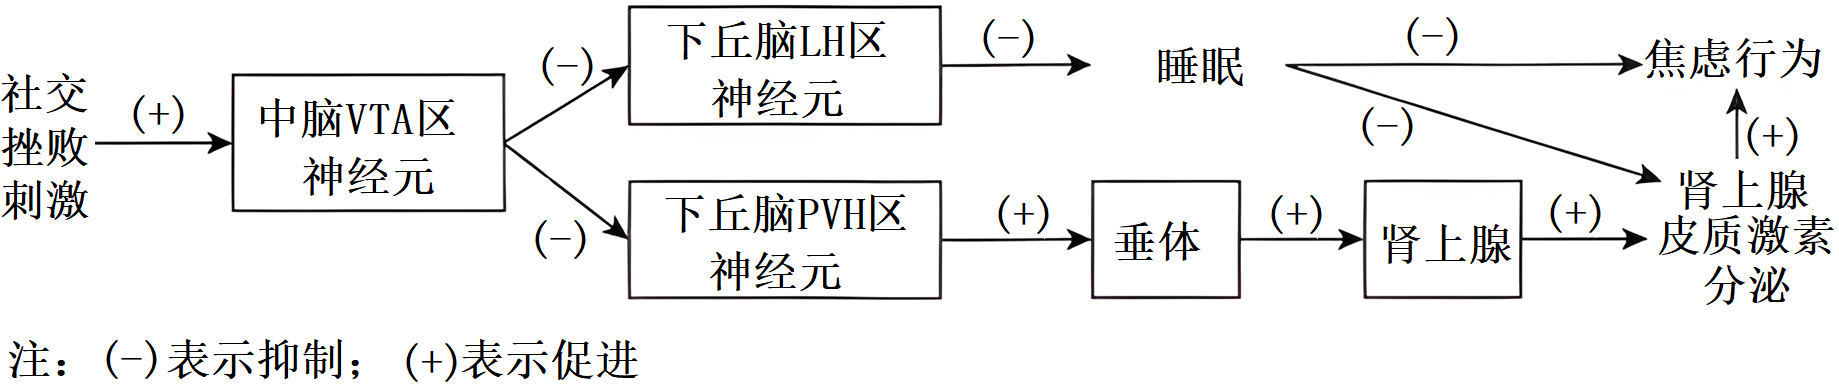 社交
挫败
刺激
(+)
中脑VTA区
神经元
(−)
(−)
下丘脑LH区
神经元
(−)
睡眠
(−)
(−)
焦虑行为
(+)
下丘脑PVH区
神经元
(+)
垂体
(+)
肾上腺
(+)
肾上腺
皮质激素
分泌
注：(−)表示抑制；(+)表示促进